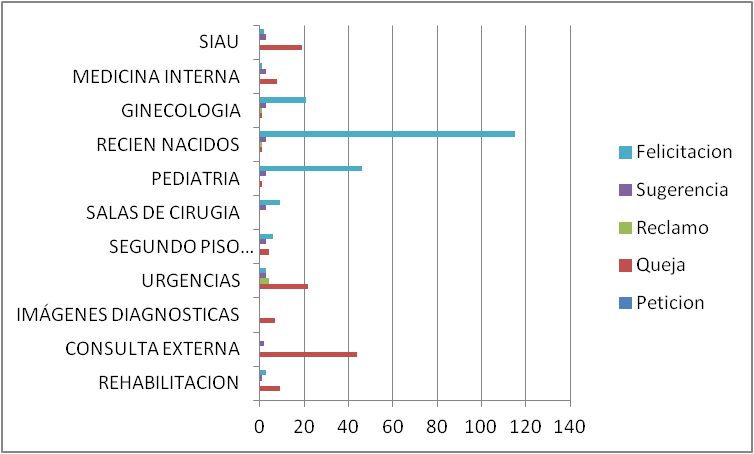 SIAU
MEDICINA INTERNA
GINECOLOGIA
RECIEN NACIDOS
PEDIATRIA
SALAS DE CIRUGIA
SEGUNDO PISO...
URGENCIAS
IMÁGENES DIAGNOSTICAS
CONSULTA EXTERNA
REHABILITACION
0 20 40 60 80 100 120 140
Felicitacion
Sugerencia
Reclamo
Queja
Peticion